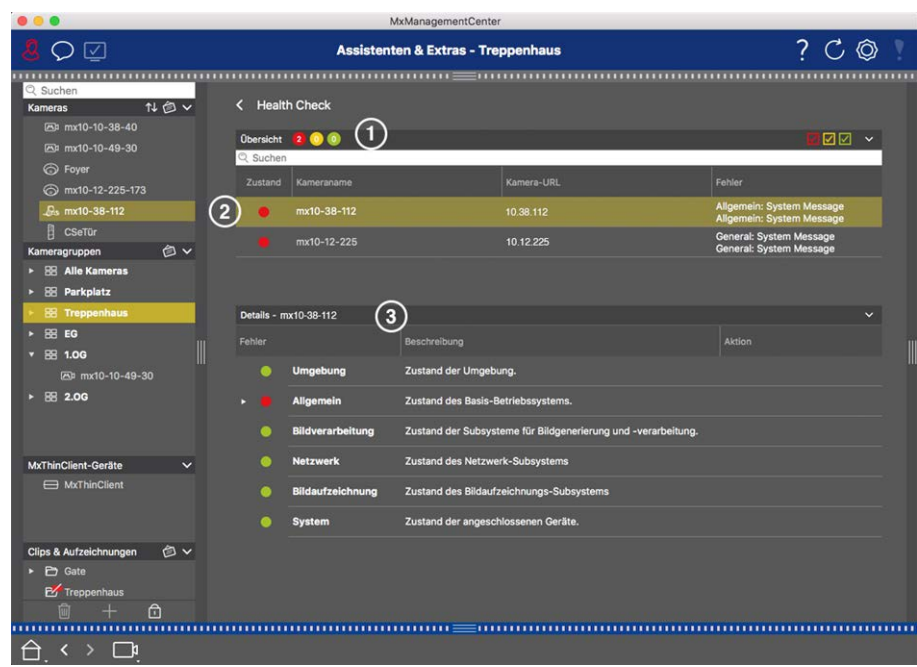 MxManagementCenter
Assistenten & Extras - Treppenhaus
?
Suchen
Kameras
mx10-10-38-40
mx10-10-49-30
Foyer
mx10-12-225-173
mx10-38-112
CSeTür
Kameragruppen
Alle Kameras
Parkplatz
Treppenhaus
EG
1.OG
mx10-10-49-30
2.OG
MxThinClient-Geräte
MxThinClient
Clips & Aufzeichnungen
Gate
Treppenhaus
Health Check
Übersicht 2 0 0 1
Suchen
Zustand Kameraname Kamera-URL Fehler
2 mx10-38-112 10.38.112 Allgemein: System Message
Allgemein: System Message
mx10-12-225 10.12.225 General: System Message
General: System Message
Details - mx10-38-112 3
Fehler Beschreibung Aktion
Umgebung Zustand der Umgebung.
Allgemein Zustand des Basis-Betriebssystems.
Bildverarbeitung Zustand der Subsysteme für Bildgenerierung und -verarbeitung.
Netzwerk Zustand des Netzwerk-Subsystems
Bildaufzeichnung Zustand des Bildaufzeichnungs-Subsystems
System Zustand der angeschlossenen Geräte.